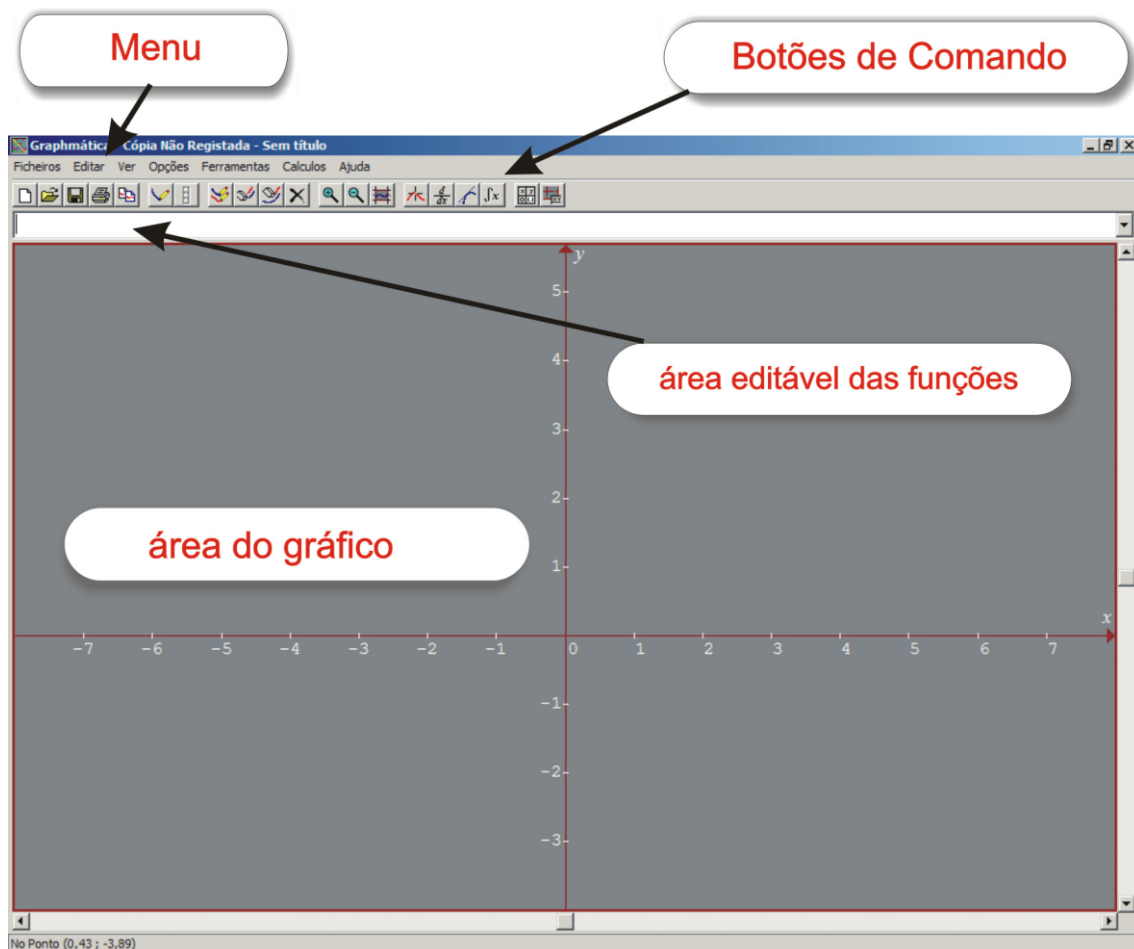 Menu
Botões de Comando
Graphmática - Cópia Não Registada - Sem título
Ficheiros Editar Ver Opções Ferramentas Calculos Ajuda
y
5
4
área editável das funções
3
2
área do gráfico
1
x
-7 -6 -5 -4 -3 -2 -1 0 1 2 3 4 5 6 7
-1
-2
-3
No Ponto (0,43 ; -3,89)